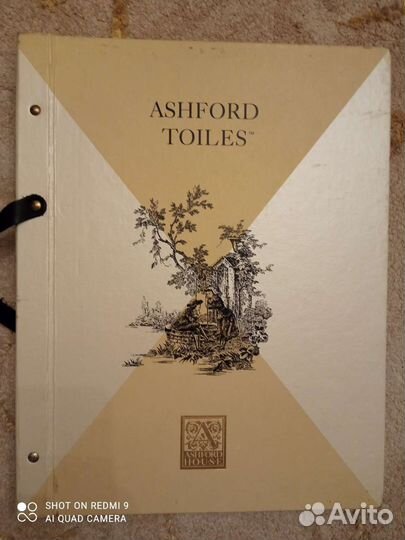 ASHFORD
TOILES™
A
ASHFORD
HOUSE
SHOT ON REDMI 9
AI QUAD CAMERA
Avito